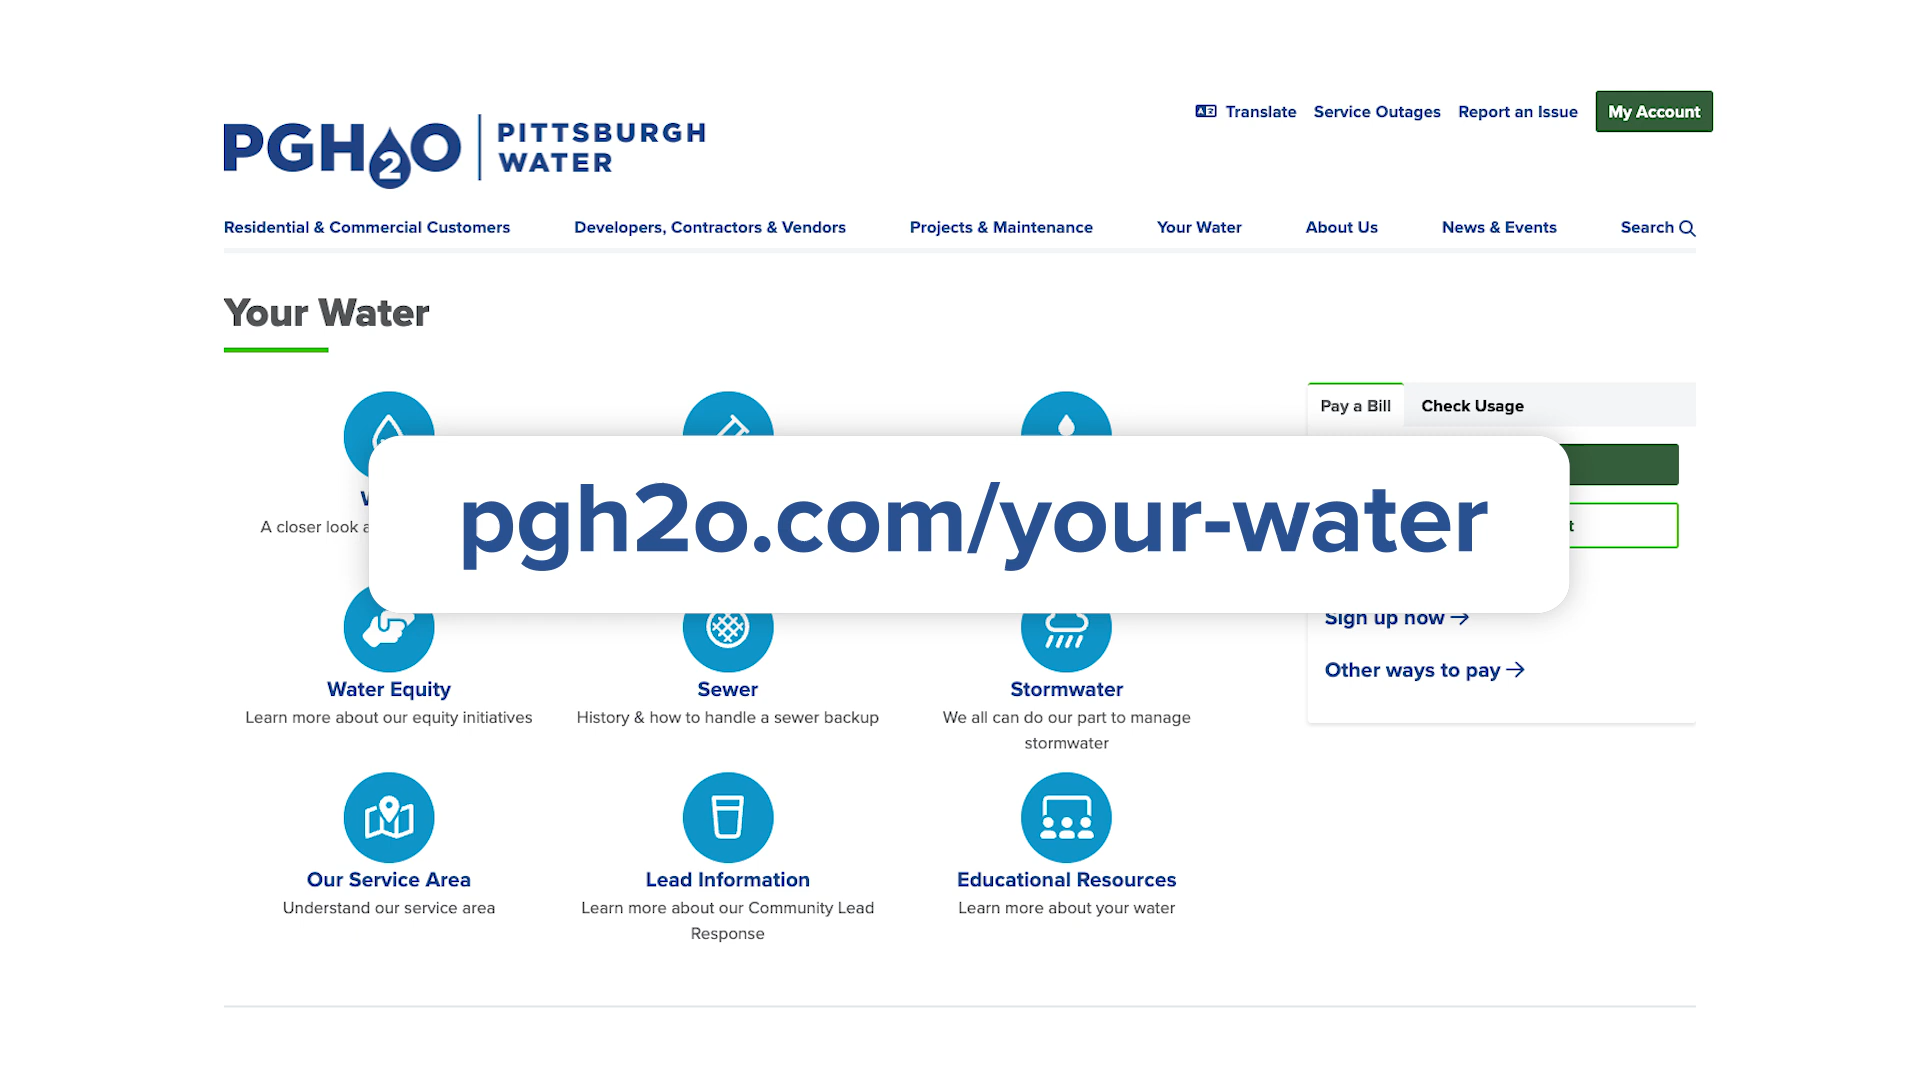 Translate Service Outages Report an Issue My Account
PGH2O PITTSBURGH
WATER
Residential & Commercial Customers Developers, Contractors & Vendors Projects & Maintenance Your Water About Us News & Events Search
Your Water
Pay a Bill Check Usage
A closer look
pgh2o.com/your-water
Sign up now →
Other ways to pay →
Water Equity Sewer Stormwater
Learn more about our equity initiatives History & how to handle a sewer backup We all can do our part to manage
stormwater
Our Service Area Lead Information Educational Resources
Understand our service area Learn more about our Community Lead Learn more about your water
Response